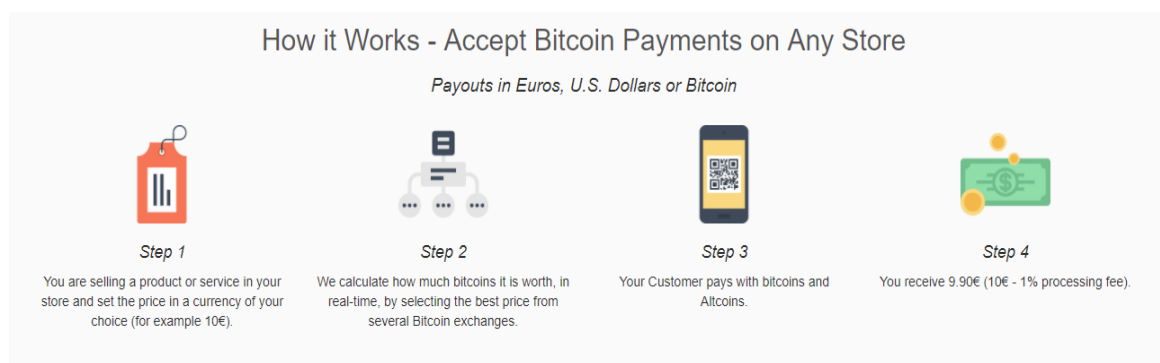 How it Works - Accept Bitcoin Payments on Any Store
Payouts in Euros, U.S. Dollars or Bitcoin
Step 1
You are selling a product or service in your
store and set the price in a currency of your
choice (for example 10€).
Step 2
We calculate how much bitcoins it is worth, in
real-time, by selecting the best price from
several Bitcoin exchanges.
Step 3
Your Customer pays with bitcoins and
Altcoins.
Step 4
You receive 9.90€ (10€ - 1% processing fee).